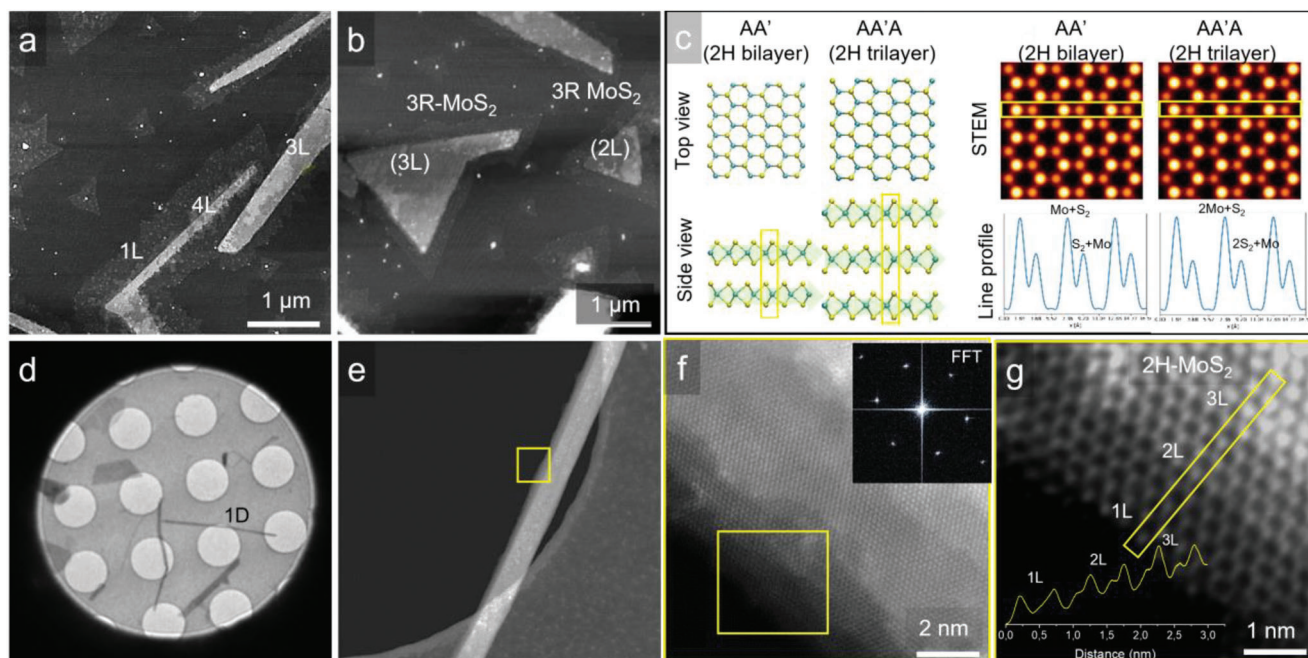 a
3L
4L
1L
1 µm
b
3R-MoS₂
3R MoS₂
(3L)
(2L)
1 µm
c
AA'
(2H bilayer)
AA'A
(2H trilayer)
AA'
(2H bilayer)
AA'A
(2H trilayer)
Top view
STEM
Side view
Line profile
Mo+S₂
S₂+Mo
2Mo+S₂
2S₂+Mo
x (Å)
x (Å)
d
1D
e
f
FFT
2 nm
g
2H-MoS₂
3L
2L
1L
1L
2L
3L
0,0 0,5 1,0 1,5 2,0 2,5 3,0
Distance (nm)
1 nm